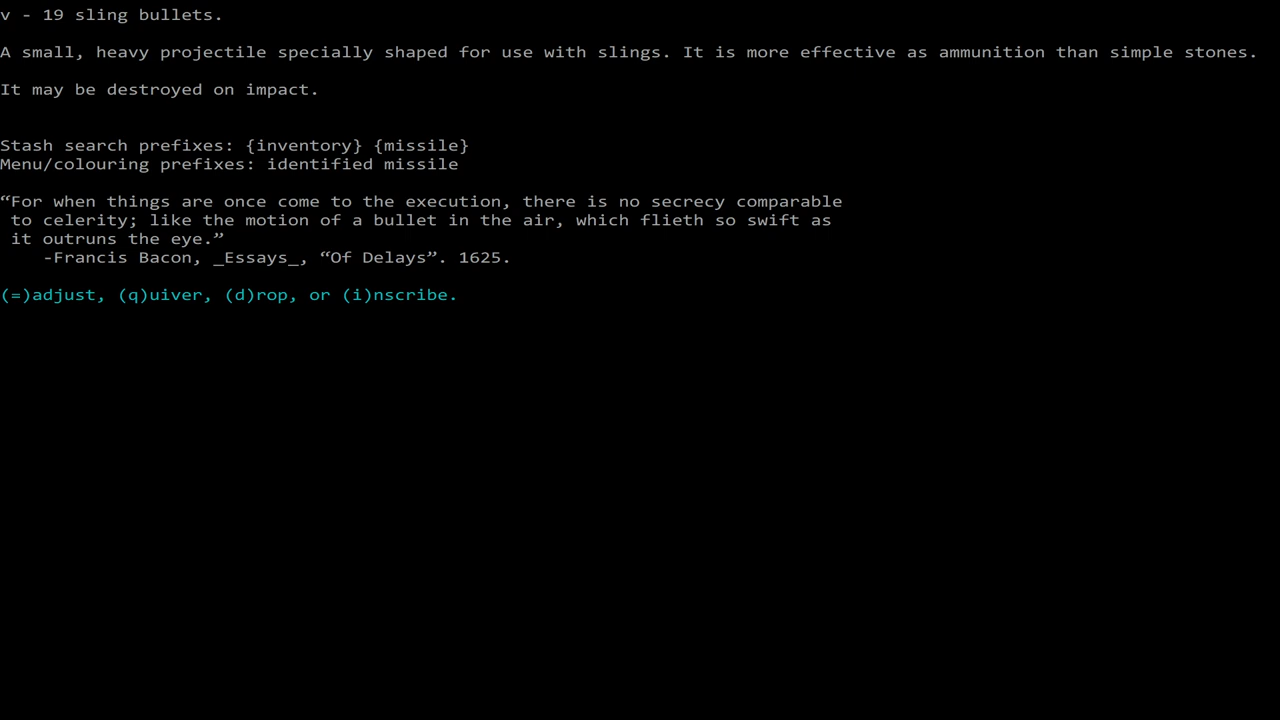 v - 19 sling bullets.
A small, heavy projectile specially shaped for use with slings. It is more effective as ammunition than simple stones.
It may be destroyed on impact.
Stash search prefixes: {inventory} {missile}
Menu/colouring prefixes: identified missile
“For when things are once come to the execution, there is no secrecy comparable
to celerity; like the motion of a bullet in the air, which flieth so swift as
it outruns the eye.”
-Francis Bacon, _Essays_, “Of Delays”. 1625.
(=)adjust, (q)uiver, (d)rop, or (i)nscribe.